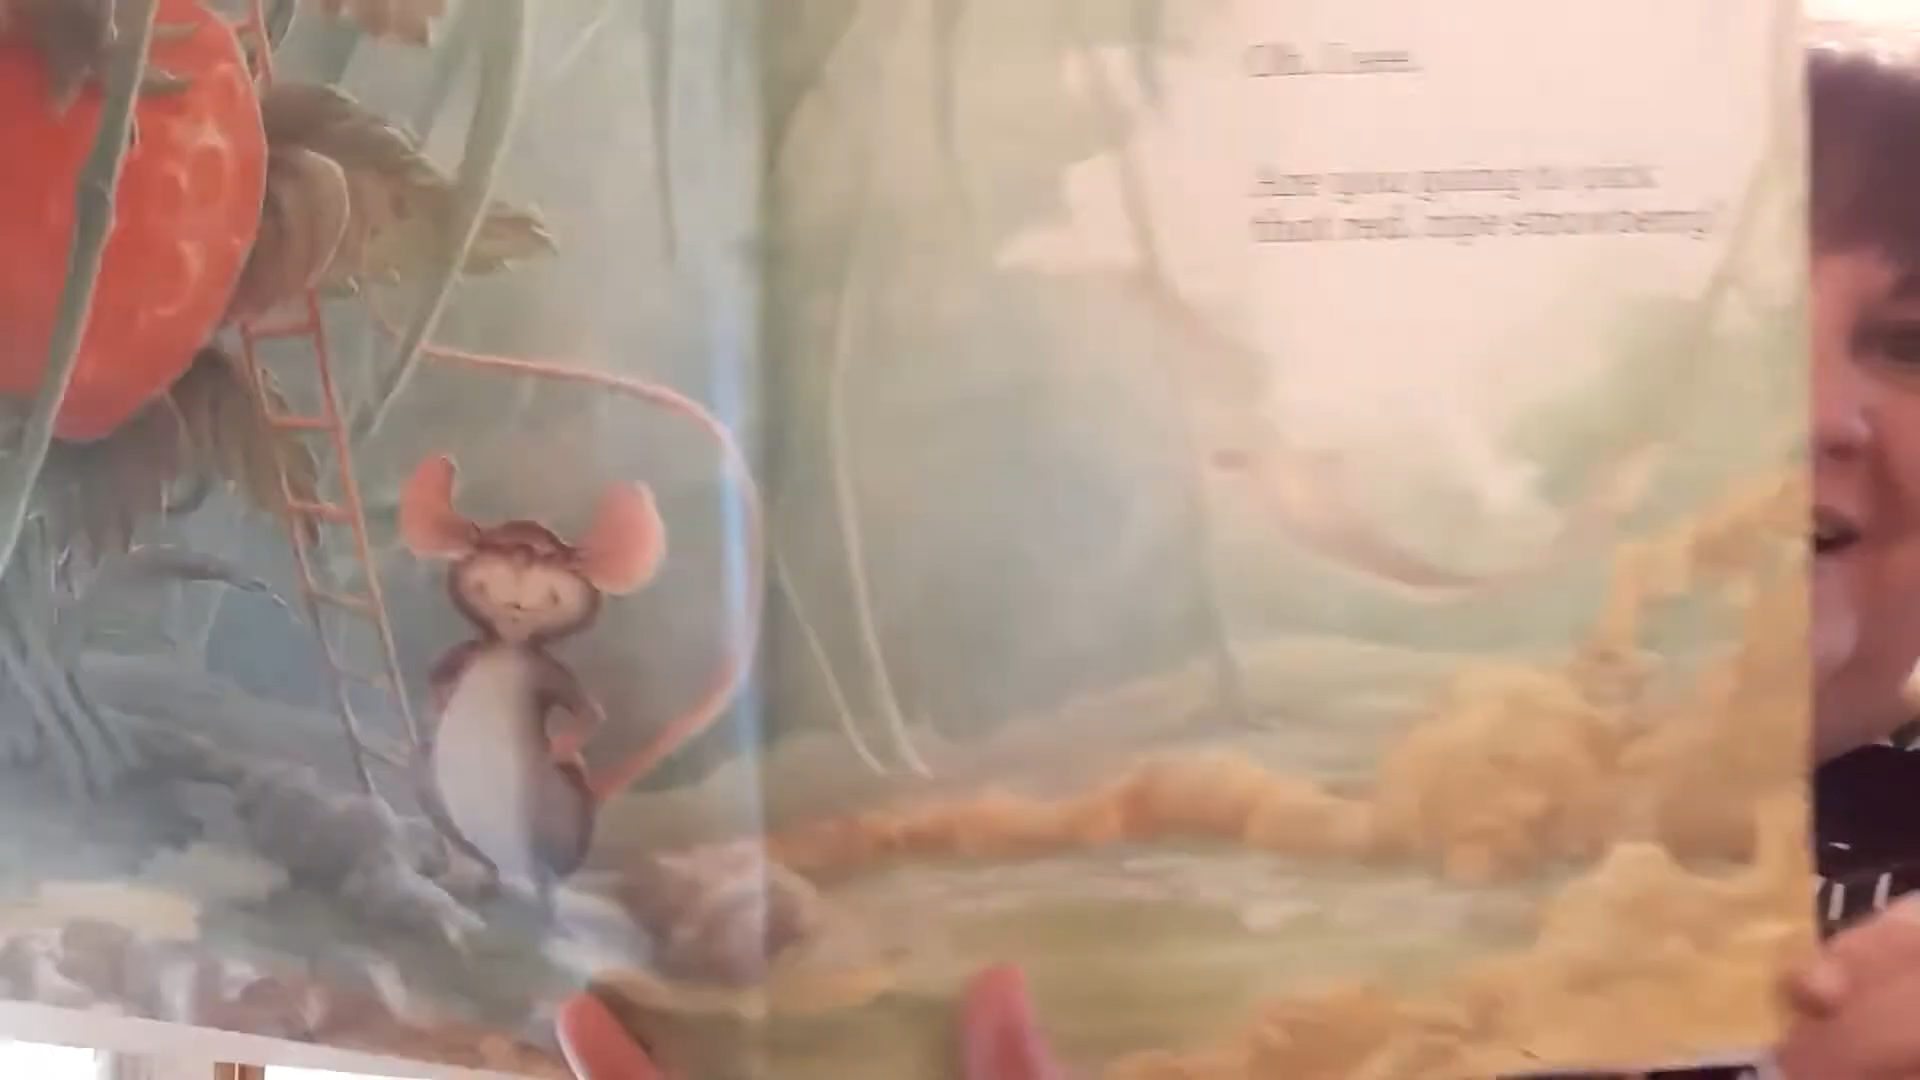 Oh, I see.
Are you going to pick
that red, ripe strawberry?